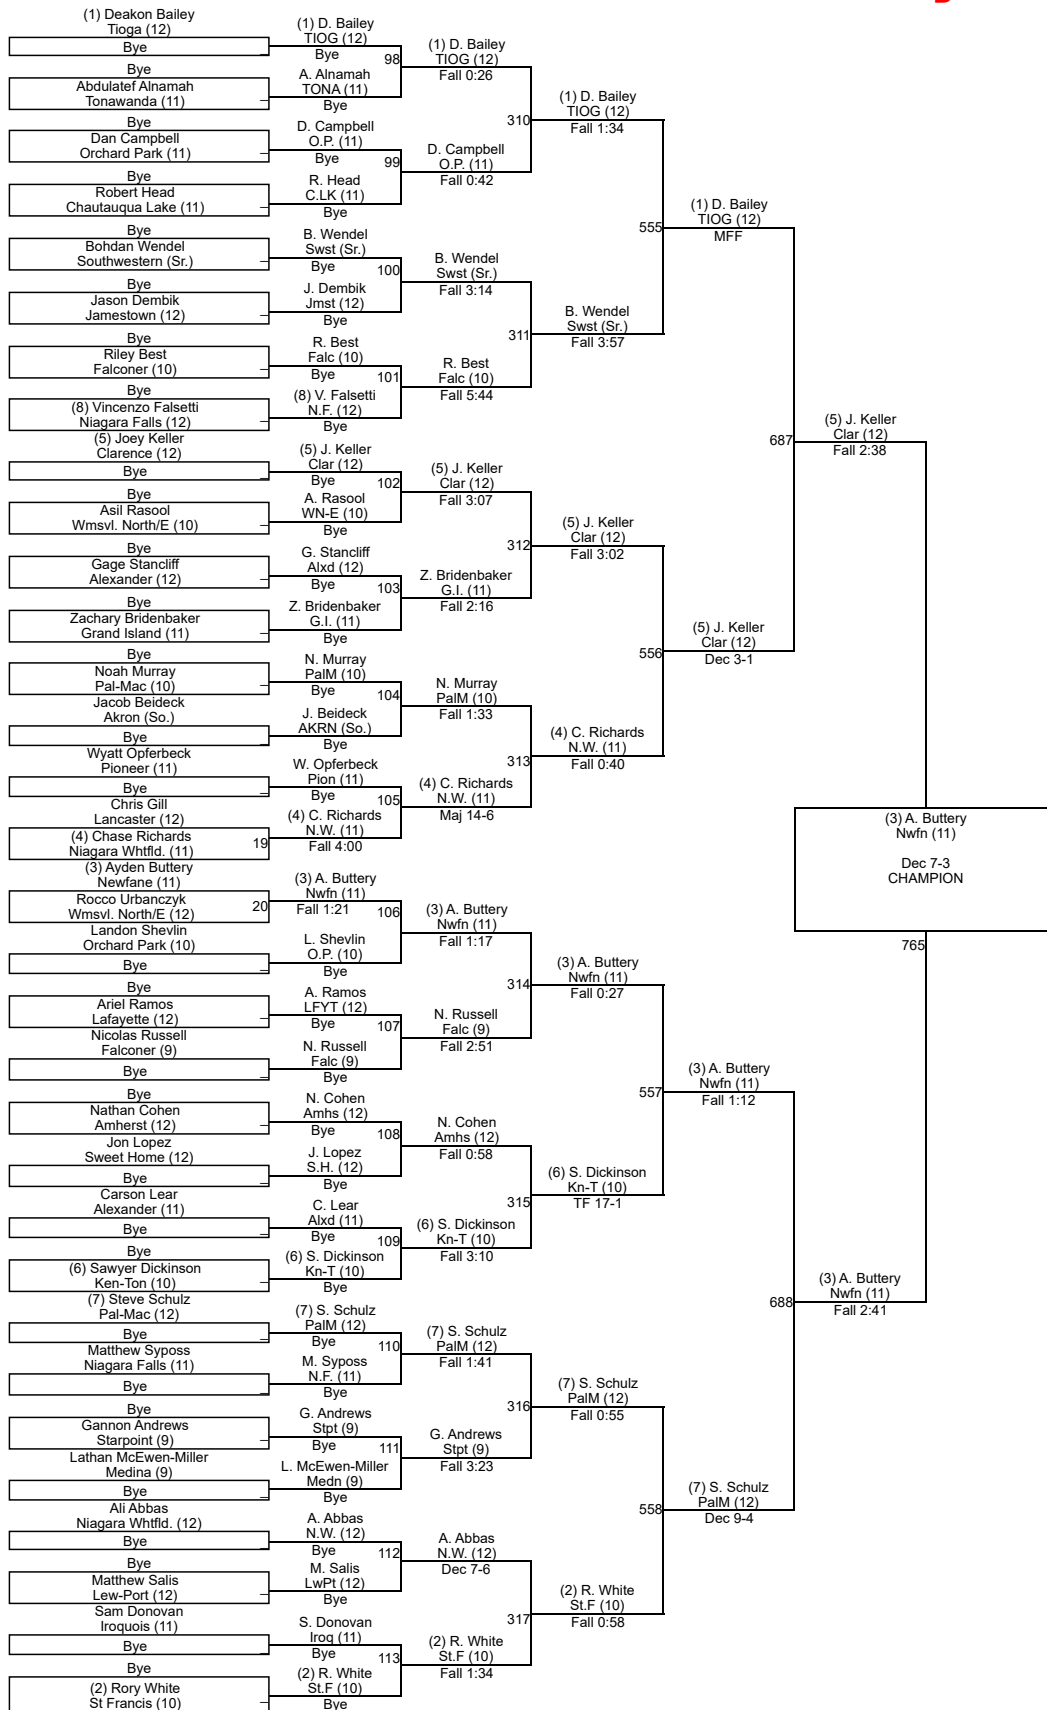 (1) Deakon Bailey
Tioga (12)
Bye
Bye
Abdulatef Alnamah
Tonawanda (11)
Bye
Dan Campbell
Orchard Park (11)
Bye
Robert Head
Chautauqua Lake (11)
Bye
Bohdan Wendel
Southwestern (Sr.)
Bye
Jason Dembik
Jamestown (12)
Bye
Riley Best
Falconer (10)
Bye
(8) Vincenzo Falsetti
Niagara Falls (12)
(5) Joey Keller
Clarence (12)
Bye
Bye
Asil Rasool
Wmsvl. North/E (10)
Bye
Gage Stancliff
Alexander (12)
Bye
Zachary Bridenbaker
Grand Island (11)
Bye
Noah Murray
Pal-Mac (10)
Jacob Beideck
Akron (So.)
Bye
Wyatt Opferbeck
Pioneer (11)
Bye
Chris Gill
Lancaster (12)
(4) Chase Richards
Niagara Whtfld. (11)
19
(3) Ayden Buttery
Newfane (11)
Rocco Urbanczyk
Wmsvl. North/E (12)
20
Landon Shevlin
Orchard Park (10)
Bye
Bye
Ariel Ramos
Lafayette (12)
Nicolas Russell
Falconer (9)
Bye
Bye
Nathan Cohen
Amherst (12)
Jon Lopez
Sweet Home (12)
Bye
Carson Lear
Alexander (11)
Bye
Bye
(6) Sawyer Dickinson
Ken-Ton (10)
(7) Steve Schulz
Pal-Mac (12)
Bye
Matthew Syposs
Niagara Falls (11)
Bye
Bye
Gannon Andrews
Starpoint (9)
Lathan McEwen-Miller
Medina (9)
Bye
Ali Abbas
Niagara Whtfld. (12)
Bye
Bye
Matthew Salis
Lew-Port (12)
Sam Donovan
Iroquois (11)
Bye
Bye
(2) Rory White
St Francis (10)
(1) D. Bailey
TIOG (12)
Bye
98
A. Alnamah
TONA (11)
Bye
D. Campbell
O.P. (11)
Bye
99
R. Head
C.LK (11)
Bye
B. Wendel
Swst (Sr.)
Bye
100
J. Dembik
Jmst (12)
Bye
R. Best
Falc (10)
Bye
101
(8) V. Falsetti
N.F. (12)
Bye
(5) J. Keller
Clar (12)
Bye
102
A. Rasool
WN-E (10)
Bye
G. Stancliff
Alxd (12)
Bye
103
Z. Bridenbaker
G.I. (11)
Bye
N. Murray
PalM (10)
Bye
104
J. Beideck
AKRN (So.)
Bye
W. Opferbeck
Pion (11)
Bye
105
(4) C. Richards
N.W. (11)
Fall 4:00
(3) A. Buttery
Nwfn (11)
Fall 1:21
106
L. Shevlin
O.P. (10)
Bye
A. Ramos
LFYT (12)
Bye
107
N. Russell
Falc (9)
Bye
N. Cohen
Amhs (12)
Bye
108
J. Lopez
S.H. (12)
Bye
C. Lear
Alxd (11)
Bye
109
(6) S. Dickinson
Kn-T (10)
Bye
(7) S. Schulz
PalM (12)
Bye
110
M. Syposs
N.F. (11)
Bye
G. Andrews
Stpt (9)
Bye
111
L. McEwen-Miller
Medn (9)
Bye
A. Abbas
N.W. (12)
Bye
112
M. Salis
LwPt (12)
Bye
S. Donovan
Iroq (11)
Bye
113
(2) R. White
St.F (10)
Bye
(1) D. Bailey
TIOG (12)
Fall 0:26
310
D. Campbell
O.P. (11)
Fall 0:42
B. Wendel
Swst (Sr.)
Fall 3:14
311
R. Best
Falc (10)
Fall 5:44
(5) J. Keller
Clar (12)
Fall 3:07
312
Z. Bridenbaker
G.I. (11)
Fall 2:16
N. Murray
PalM (10)
Fall 1:33
313
(4) C. Richards
N.W. (11)
Maj 14-6
(3) A. Buttery
Nwfn (11)
Fall 1:17
314
N. Russell
Falc (9)
Fall 2:51
N. Cohen
Amhs (12)
Fall 0:58
315
(6) S. Dickinson
Kn-T (10)
Fall 3:10
(7) S. Schulz
PalM (12)
Fall 1:41
316
G. Andrews
Stpt (9)
Fall 3:23
A. Abbas
N.W. (12)
Dec 7-6
317
(2) R. White
St.F (10)
Fall 1:34
(1) D. Bailey
TIOG (12)
Fall 1:34
555
B. Wendel
Swst (Sr.)
Fall 3:57
(5) J. Keller
Clar (12)
Fall 3:02
556
(4) C. Richards
N.W. (11)
Fall 0:40
(3) A. Buttery
Nwfn (11)
Fall 0:27
557
(6) S. Dickinson
Kn-T (10)
TF 17-1
(7) S. Schulz
PalM (12)
Fall 0:55
558
(2) R. White
St.F (10)
Fall 0:58
(1) D. Bailey
TIOG (12)
MFF
687
(5) J. Keller
Clar (12)
Dec 3-1
(3) A. Buttery
Nwfn (11)
Fall 1:12
688
(7) S. Schulz
PalM (12)
Dec 9-4
(5) J. Keller
Clar (12)
Fall 2:38
(3) A. Buttery
Nwfn (11)
Fall 2:41
(3) A. Buttery
Nwfn (11)
Dec 7-3
CHAMPION
765